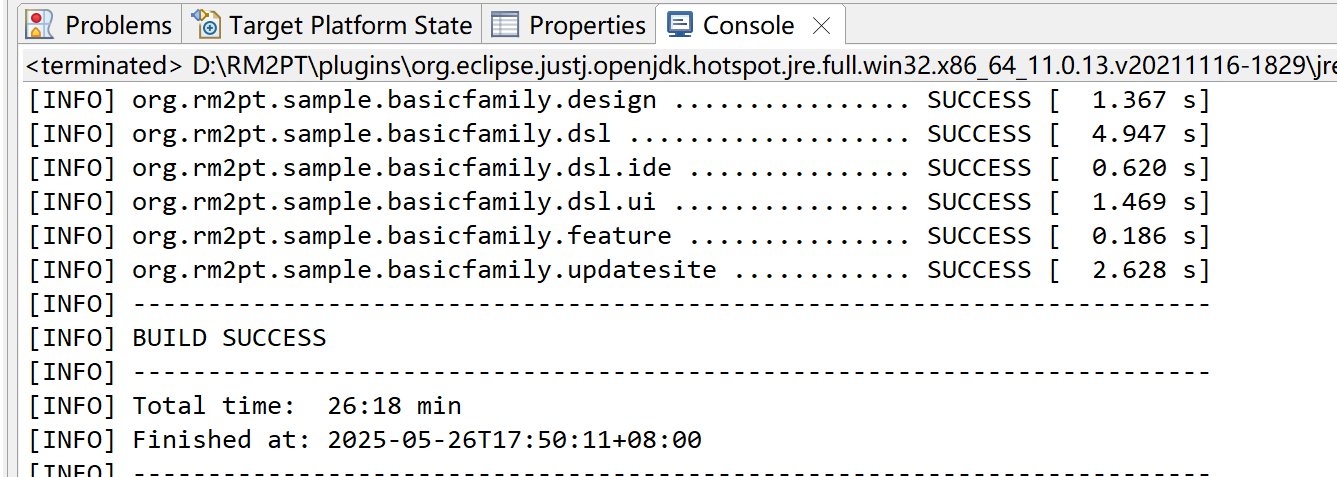 Problems Target Platform State Properties Console
<terminated> D:\RM2PT\plugins\org.eclipse.justj.openjdk.hotspot.jre.full.win32.x86_64_11.0.13.v20211116-1829\jre
[INFO] org.rm2pt.sample.basicfamily.design ................ SUCCESS [  1.367 s]
[INFO] org.rm2pt.sample.basicfamily.dsl ................... SUCCESS [  4.947 s]
[INFO] org.rm2pt.sample.basicfamily.dsl.ide ............... SUCCESS [  0.620 s]
[INFO] org.rm2pt.sample.basicfamily.dsl.ui ................ SUCCESS [  1.469 s]
[INFO] org.rm2pt.sample.basicfamily.feature ............... SUCCESS [  0.186 s]
[INFO] org.rm2pt.sample.basicfamily.updatesite ............ SUCCESS [  2.628 s]
[INFO] ------------------------------------------------------------------------
[INFO] BUILD SUCCESS
[INFO] ------------------------------------------------------------------------
[INFO] Total time:  26:18 min
[INFO] Finished at: 2025-05-26T17:50:11+08:00
[INFO] ------------------------------------------------------------------------